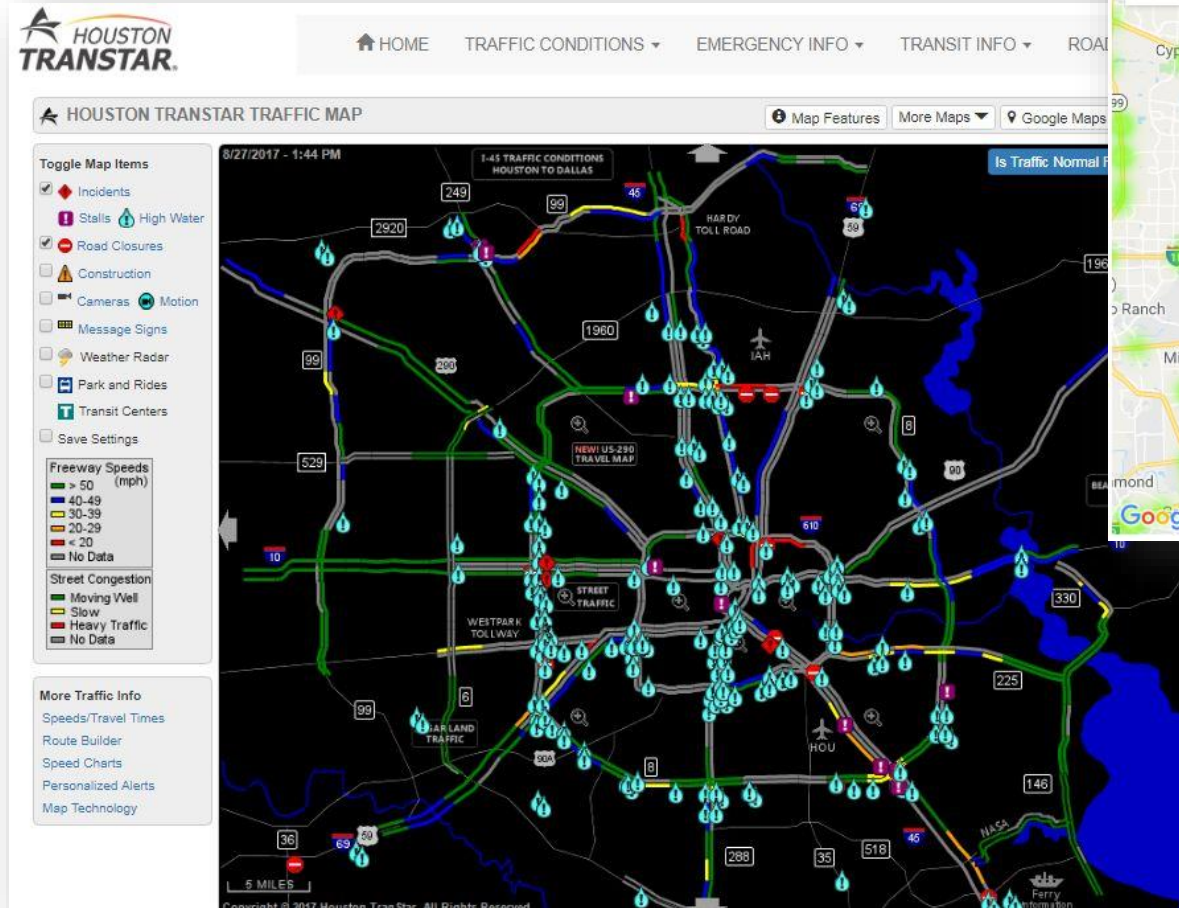 HOUSTON
TRANSTAR.
HOME TRAFFIC CONDITIONS EMERGENCY INFO TRANSIT INFO
HOUSTON TRANSTAR TRAFFIC MAP
Map Features More Maps Google Maps
Toggle Map Items
Incidents
Stalls High Water
Road Closures
Construction
Cameras Motion
Message Signs
Weather Radar
Park and Rides
Transit Centers
Save Settings
Freeway Speeds
(mph)
> 50
40-49
30-39
20-29
< 20
No Data
Street Congestion
Moving Well
Slow
Heavy Traffic
No Data
More Traffic Info
Speeds/Travel Times
Route Builder
Speed Charts
Personalized Alerts
Map Technology
8/27/2017 - 1:44 PM
I-45 TRAFFIC CONDITIONS
HOUSTON TO DALLAS
Is Traffic Normal
249
99
45
69
59
2920
HARDY
TOLL ROAD
1960
IAH
99
290
8
NEW! US-290
TRAVEL MAP
529
90
610
10
10
STREET
TRAFFIC
330
WESTPARK
TOLLWAY
225
6
99
HOU
TRAFFIC
90A
8
146
NASA
36
69
59
45
288
35
518
5 MILES
Ferry
Information
Copyright © 2017 Houston TranStar. All Rights Reserved
99
Ranch